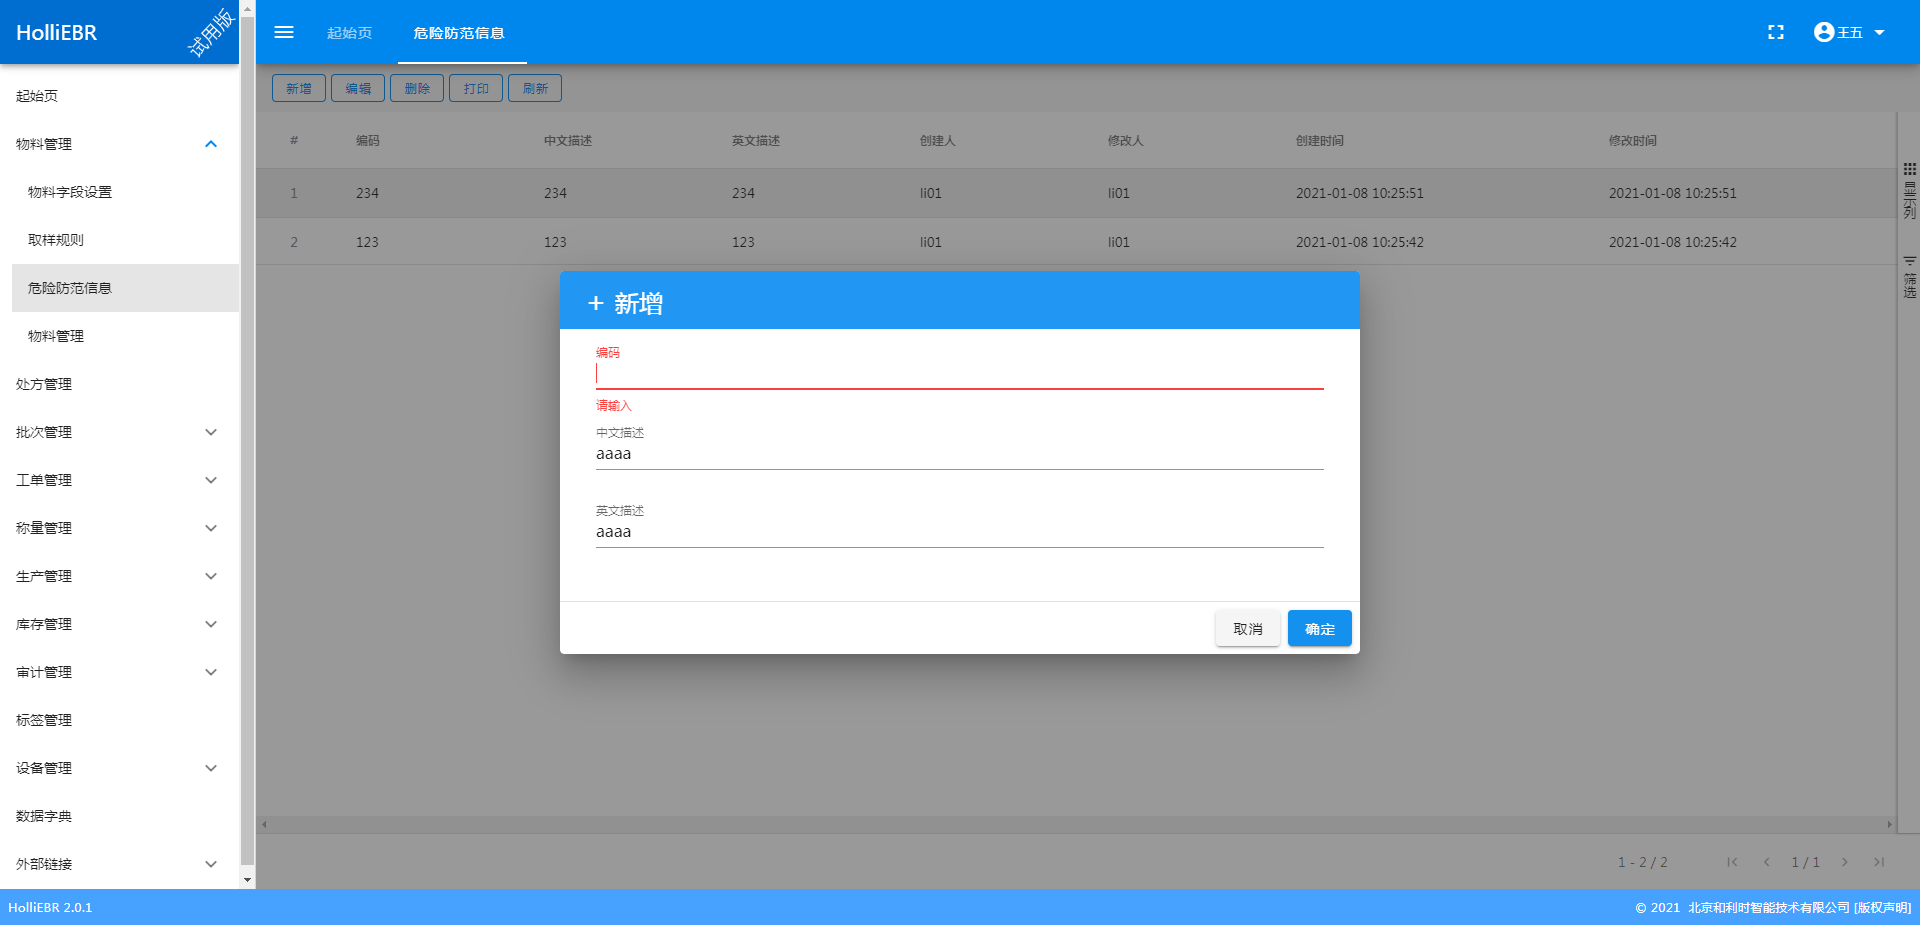 HolliEBR 试用版
起始页
危险防范信息
王五
起始页
物料管理
物料字段设置
取样规则
危险防范信息
物料管理
处方管理
批次管理
工单管理
称量管理
生产管理
库存管理
审计管理
标签管理
设备管理
数据字典
外部链接
新增 编辑 删除 打印 刷新
# 编码 中文描述 英文描述 创建人 修改人 创建时间 修改时间
1 234 234 234 li01 li01 2021-01-08 10:25:51 2021-01-08 10:25:51
2 123 123 123 li01 li01 2021-01-08 10:25:42 2021-01-08 10:25:42
显示列
筛选
+ 新增
编码
请输入
中文描述
aaaa
英文描述
aaaa
取消 确定
1 - 2 / 2 1 / 1
HolliEBR 2.0.1
© 2021 北京和利时智能技术有限公司 [版权声明]